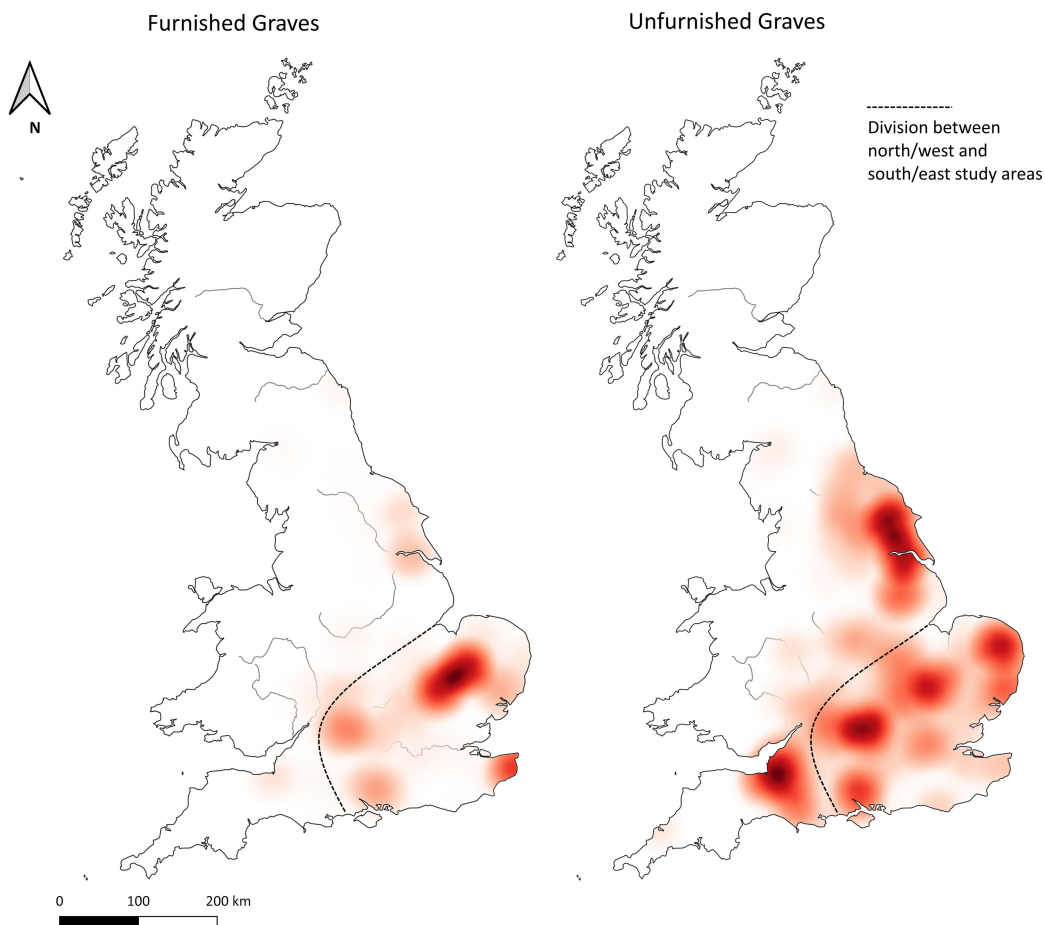 Furnished Graves
Unfurnished Graves
N
Division between
north/west and
south/east study areas
0 100 200 km